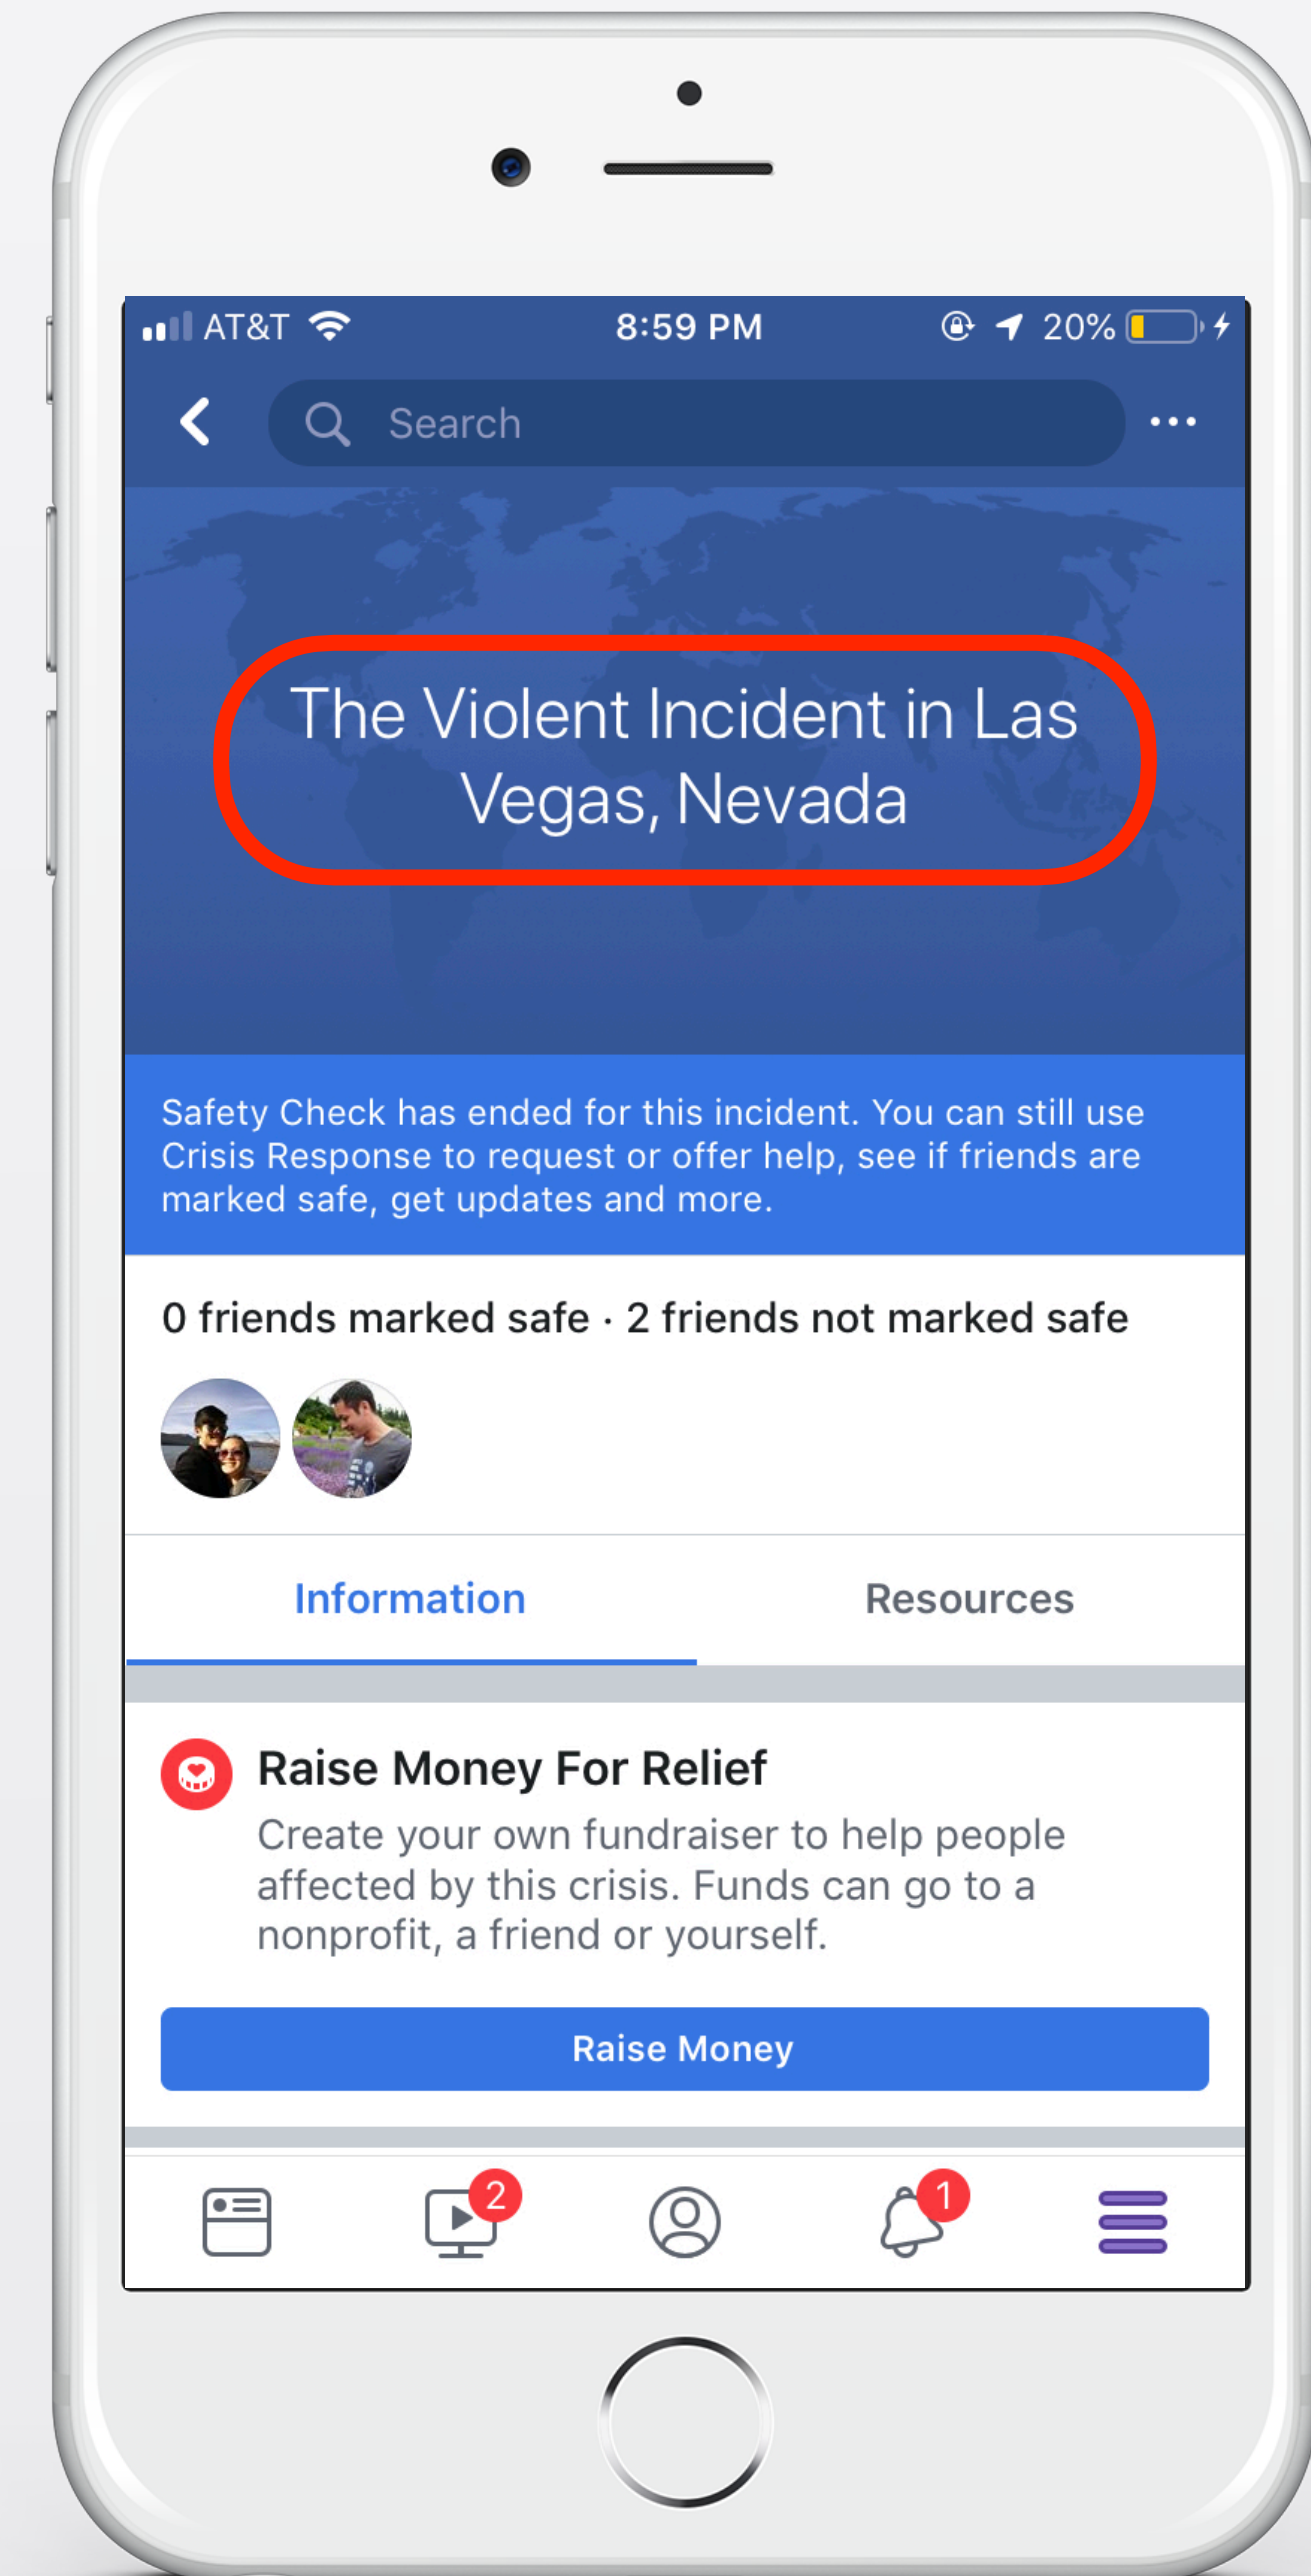 AT&T 8:59 PM 20%
Search
The Violent Incident in Las
Vegas, Nevada
Safety Check has ended for this incident. You can still use
Crisis Response to request or offer help, see if friends are
marked safe, get updates and more.
0 friends marked safe · 2 friends not marked safe
Information Resources
Raise Money For Relief
Create your own fundraiser to help people
affected by this crisis. Funds can go to a
nonprofit, a friend or yourself.
Raise Money
2 1